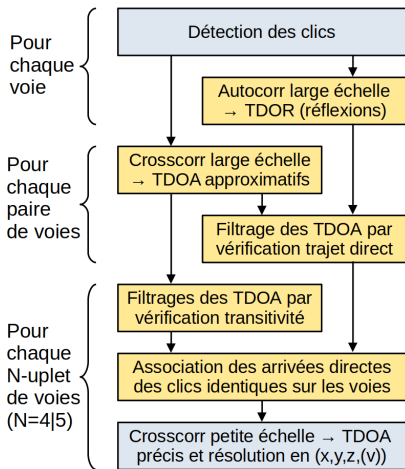 Pour
chaque
voie
Détection des clics
Autocorr large échelle
→ TDOR (réflexions)
Pour
chaque
paire
de voies
Crosscorr large échelle
→ TDOA approximatifs
Filtrage des TDOA par
vérification trajet direct
Pour
chaque
N-uplet
de voies
(N=4|5)
Filtrages des TDOA par
vérification transitivité
Association des arrivées directes
des clics identiques sur les voies
Crosscorr petite échelle → TDOA
précis et résolution en (x,y,z,(v))